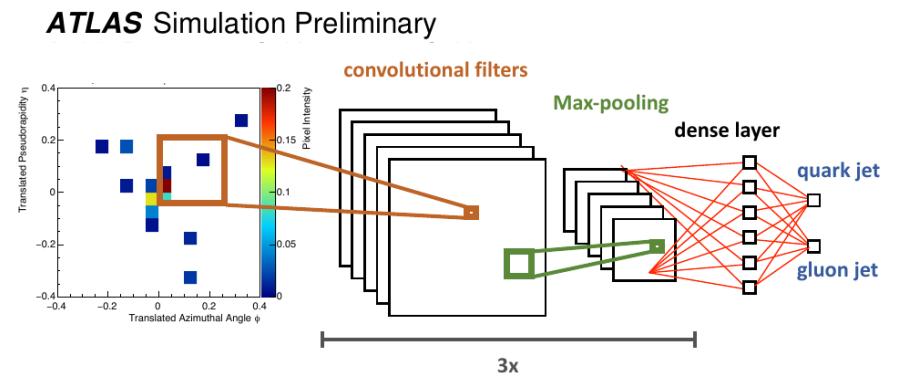 ATLAS Simulation Preliminary
convolutional filters
Max-pooling
dense layer
quark jet
gluon jet
3x
Translated Pseudorapidity η
0.4
0.2
0
−0.2
−0.4
−0.4
−0.2
0
0.2
0.4
Translated Azimuthal Angle ϕ
0.2
0.15
0.1
0.05
0
Pixel Intensity